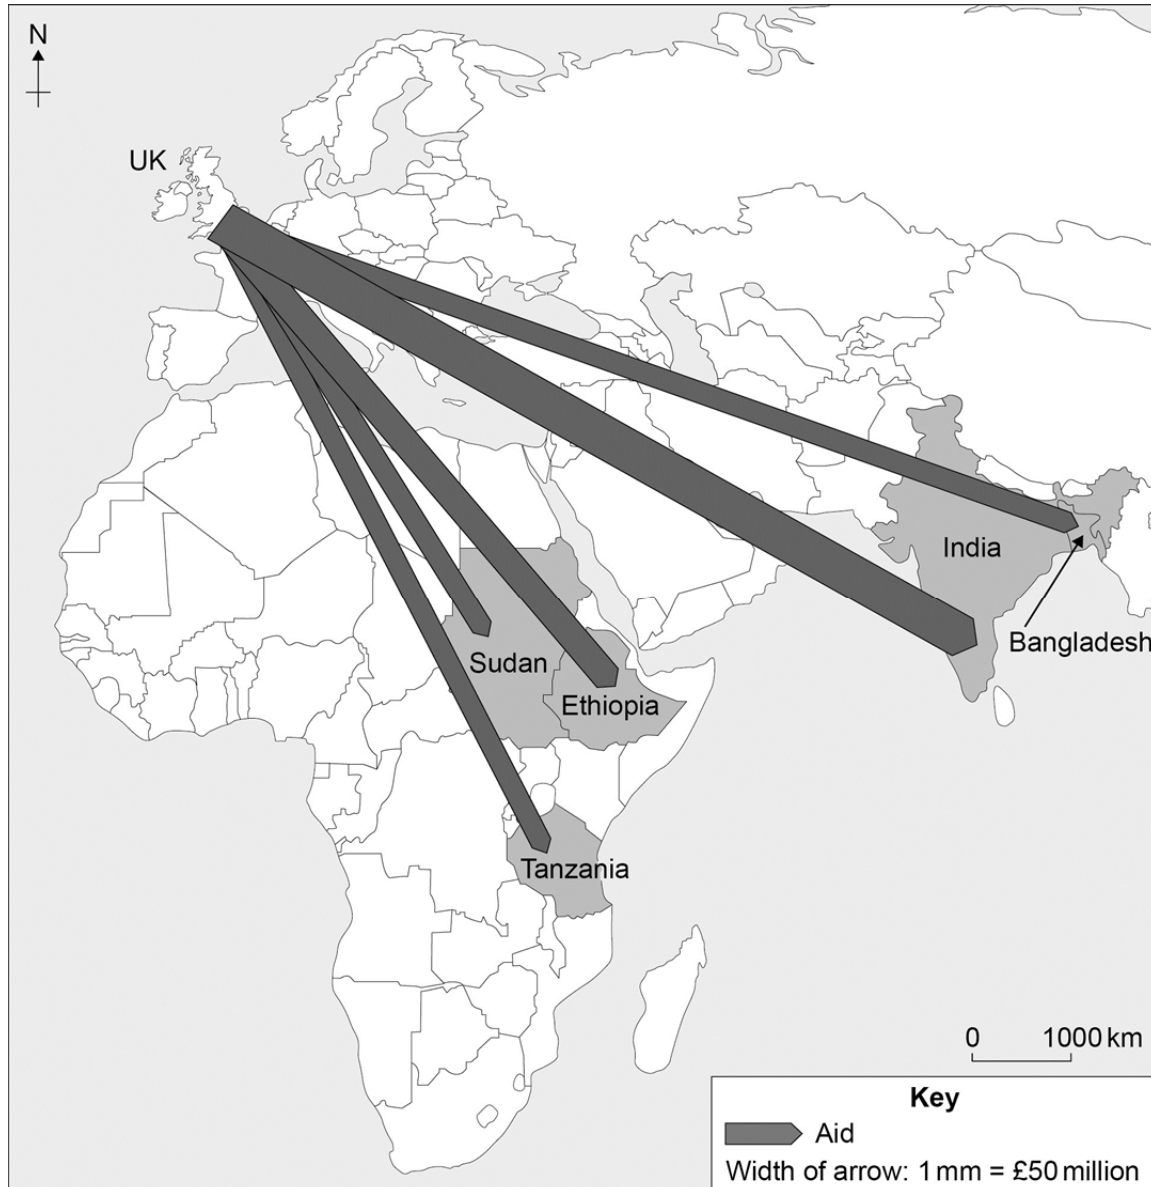 N
UK
India
Bangladesh
Sudan
Ethiopia
Tanzania
0 1000 km
Key
Aid
Width of arrow: 1 mm = £50 million